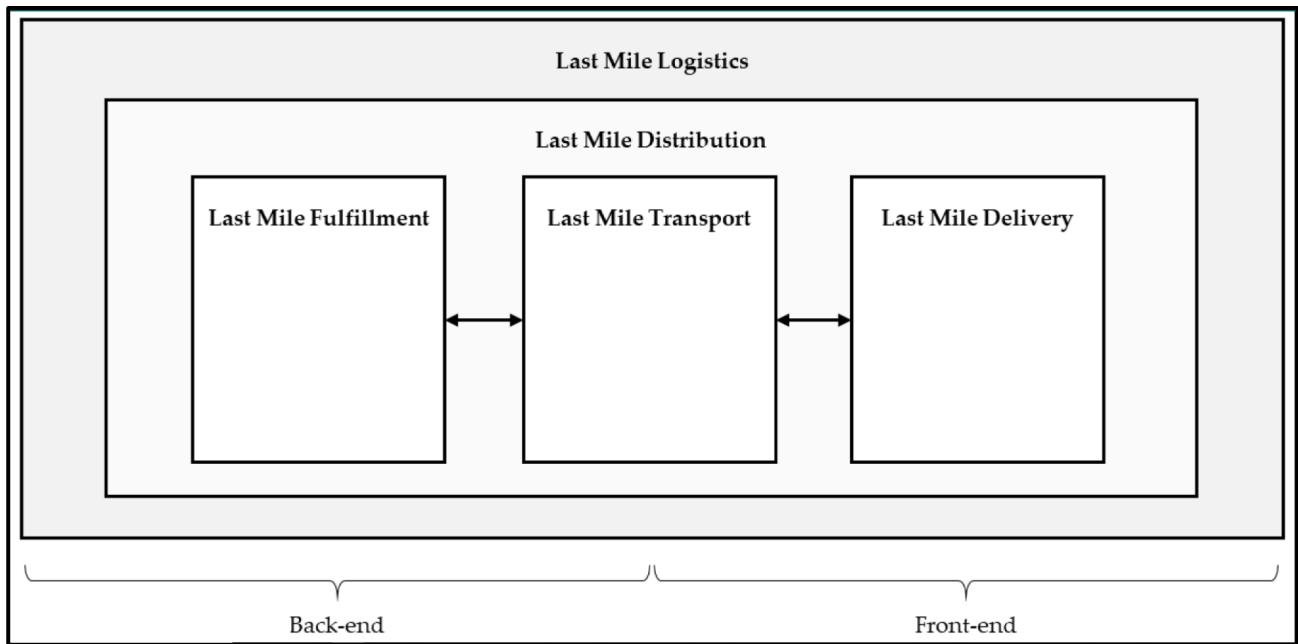 Last Mile Logistics
Last Mile Distribution
Last Mile Fulfillment
Last Mile Transport
Last Mile Delivery
Back-end
Front-end